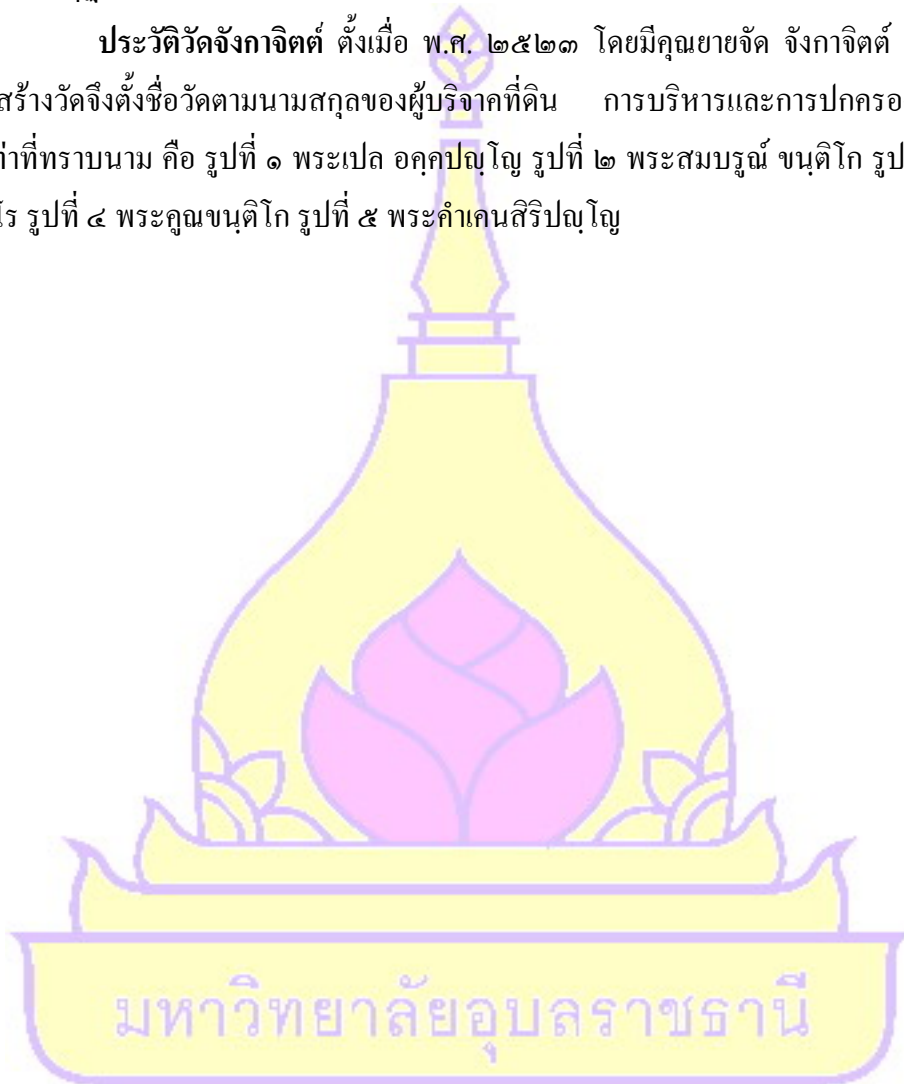 ประวัติวัดจังกาจิตต์ ตั้งเมื่อ พ.ศ. ๒๕๒๓ โดยมีคุณยายจัด จังกาจิตต์
สร้างวัดจึงตั้งชื่อวัดตามนามสกุลของผู้บริจาคที่ดิน การบริหารและการปกครอ
ท่าที่ทราบนาม คือ รูปที่ ๑ พระเปล อคฺคปญฺโญ รูปที่ ๒ พระสมบรูณ์ ขนฺติโก รูป
รูปที่ ๔ พระคูณขนฺติโก รูปที่ ๕ พระคำเคนสิริปญฺโญ
มหาวิทยาลัยอุบลราชธานี